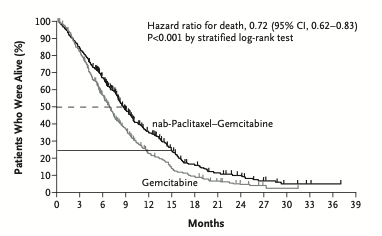 Hazard ratio for death, 0.72 (95% CI, 0.62–0.83)
P<0.001 by stratified log-rank test
Patients Who Were Alive (%)
100
90
80
70
60
50
40
30
20
10
0
nab-Paclitaxel–Gemcitabine
Gemcitabine
0 3 6 9 12 15 18 21 24 27 30 33 36 39
Months